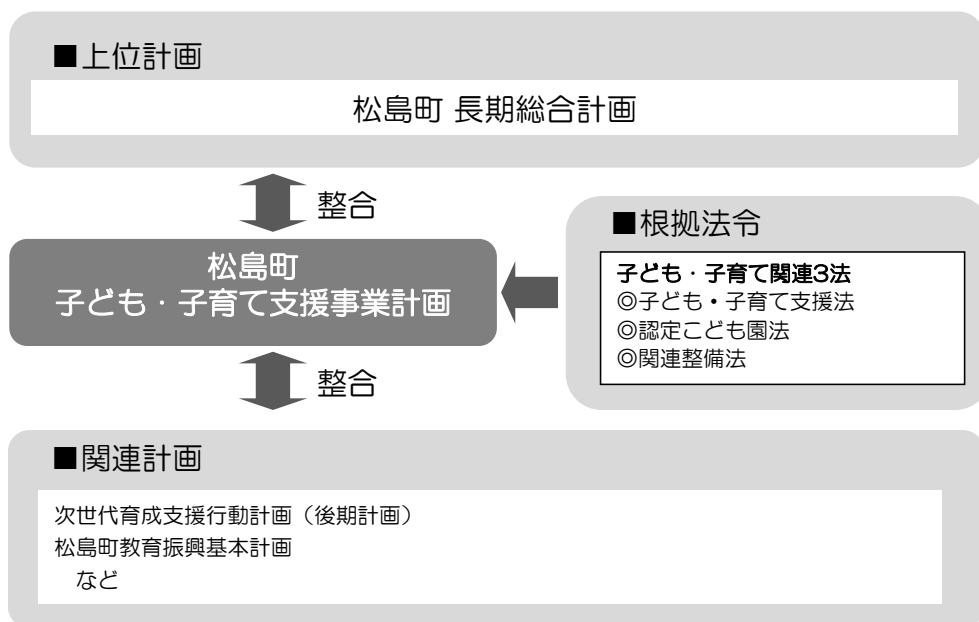 ■上位計画
松島町 長期総合計画
整合
松島町
子ども・子育て支援事業計画
■根拠法令
子ども・子育て関連3法
◎子ども・子育て支援法
◎認定こども園法
◎関連整備法
整合
■関連計画
次世代育成支援行動計画（後期計画）
松島町教育振興基本計画
など